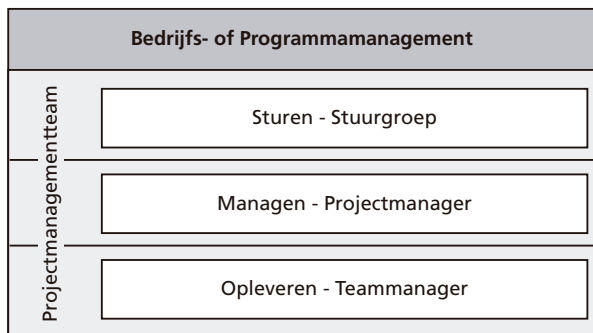 Bedrijfs- of Programmamanagement
Projectmanagementteam
Sturen - Stuurgroep
Managen - Projectmanager
Opleveren - Teammanager